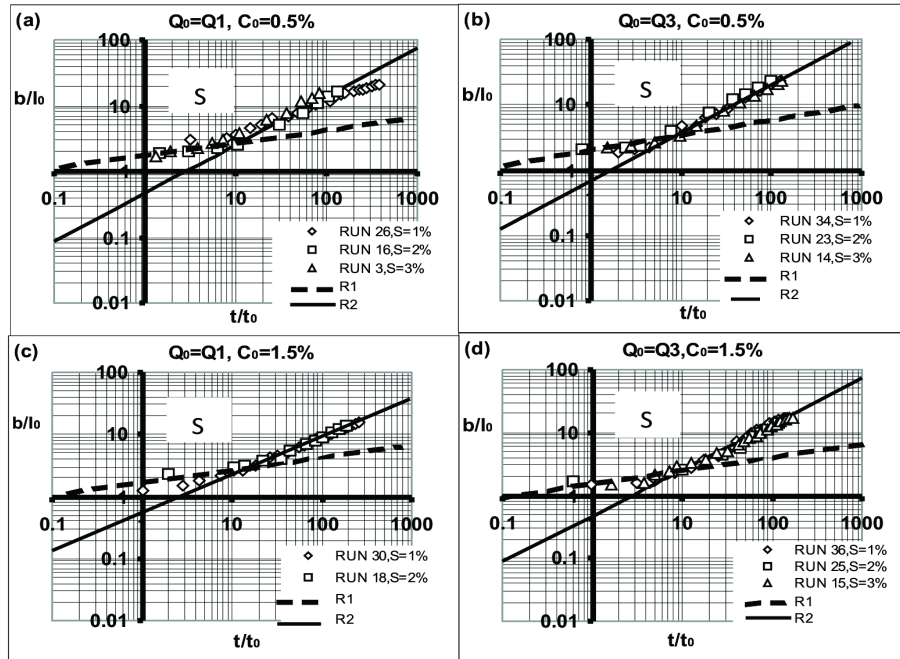 (a) Q₀=Q1, C₀=0.5%
100
b/l₀
10
S
1
0.1 10 100 1000
0.1
0.01
RUN 26,S=1%
RUN 16,S=2%
RUN 3,S=3%
R1
R2
t/t₀
(b) Q₀=Q3, C₀=0.5%
100
b/l₀
10
S
1
0.1 10 100 1000
0.1
0.01
RUN 34,S=1%
RUN 23,S=2%
RUN 14,S=3%
R1
R2
t/t₀
(c) Q₀=Q1, C₀=1.5%
100
b/l₀
10
S
1
0.1 10 100 1000
0.1
0.01
RUN 30,S=1%
RUN 18,S=2%
R1
R2
t/t₀
(d) Q₀=Q3,C₀=1.5%
100
b/l₀
10
S
1
0.1 10 100 1000
0.1
0.01
RUN 36,S=1%
RUN 25,S=2%
RUN 15,S=3%
R1
R2
t/t₀